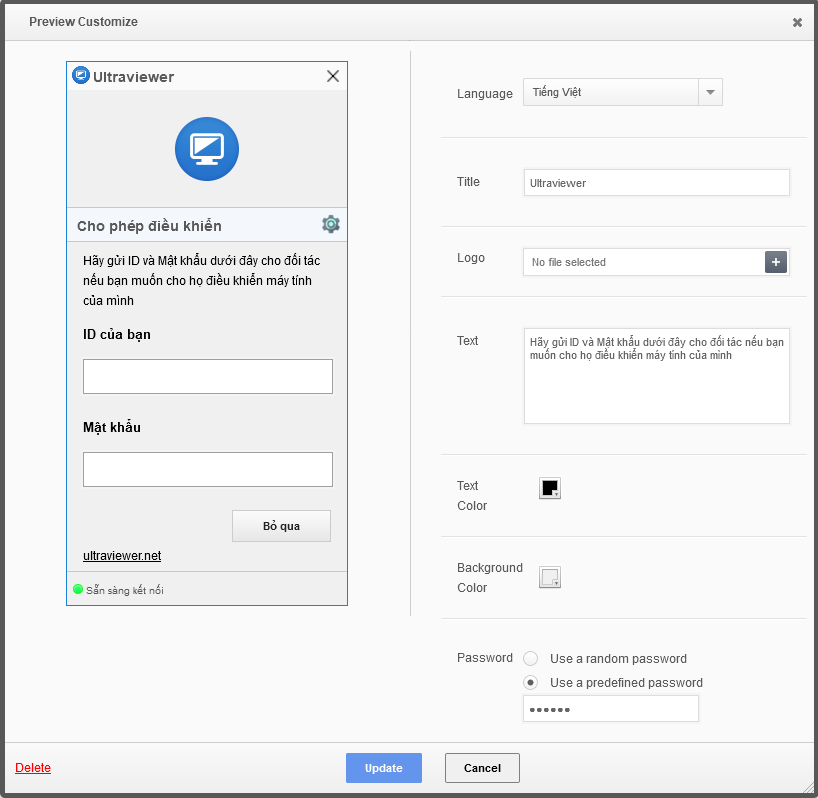 Preview Customize
Ultraviewer
Cho phép điều khiển
Hãy gửi ID và Mật khẩu dưới đây cho đối tác
nếu bạn muốn cho họ điều khiển máy tính
của mình
ID của bạn
Mật khẩu
Bỏ qua
ultraviewer.net
Sẵn sàng kết nối
Language
Tiếng Việt
Title
Ultraviewer
Logo
No file selected
Text
Hãy gửi ID và Mật khẩu dưới đây cho đối tác nếu bạn
muốn cho họ điều khiển máy tính của mình
Text
Color
Background
Color
Password
Use a random password
Use a predefined password
Delete
Update
Cancel